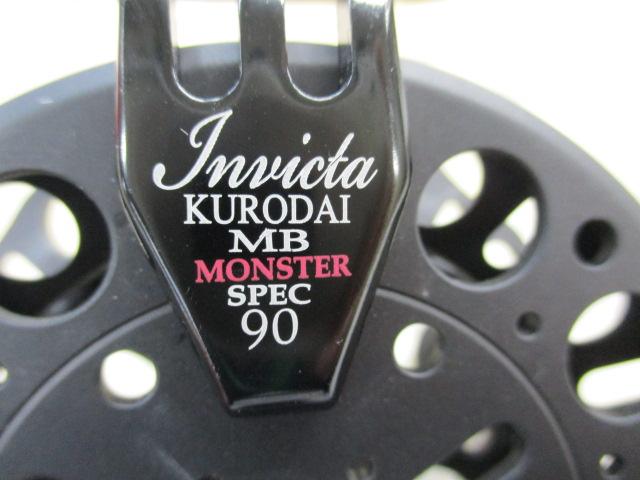 Invicta
KURODAI
MB
MONSTER
SPEC
90